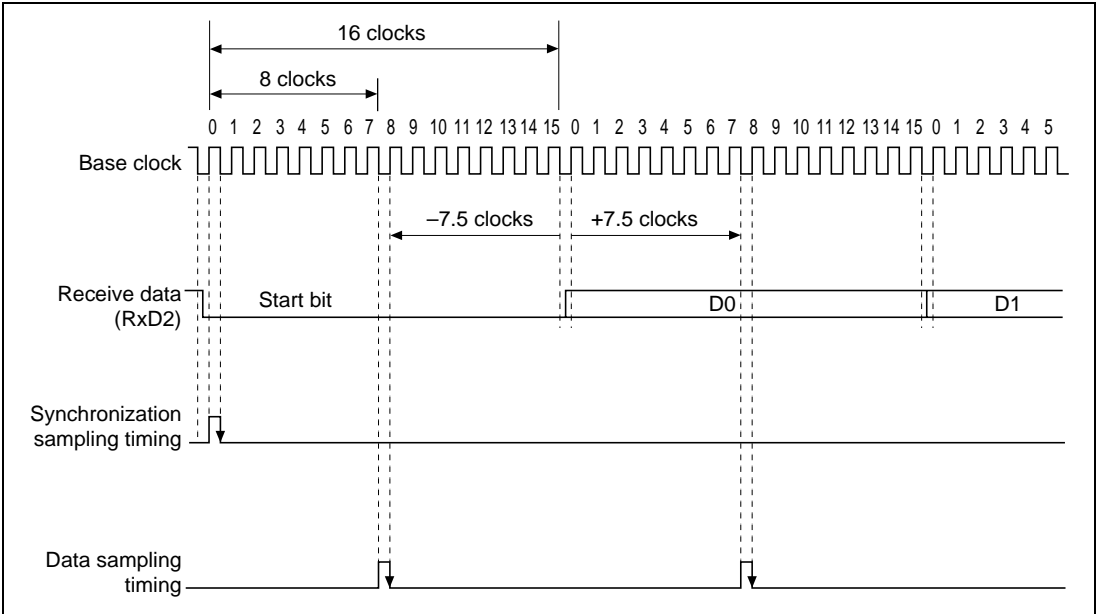 16 clocks
8 clocks
0 1 2 3 4 5 6 7 8 9 10 11 12 13 14 15 0 1 2 3 4 5 6 7 8 9 10 11 12 13 14 15 0 1 2 3 4 5
Base clock
–7.5 clocks +7.5 clocks
Receive data
(RxD2)
Start bit D0 D1
Synchronization
sampling timing
Data sampling
timing